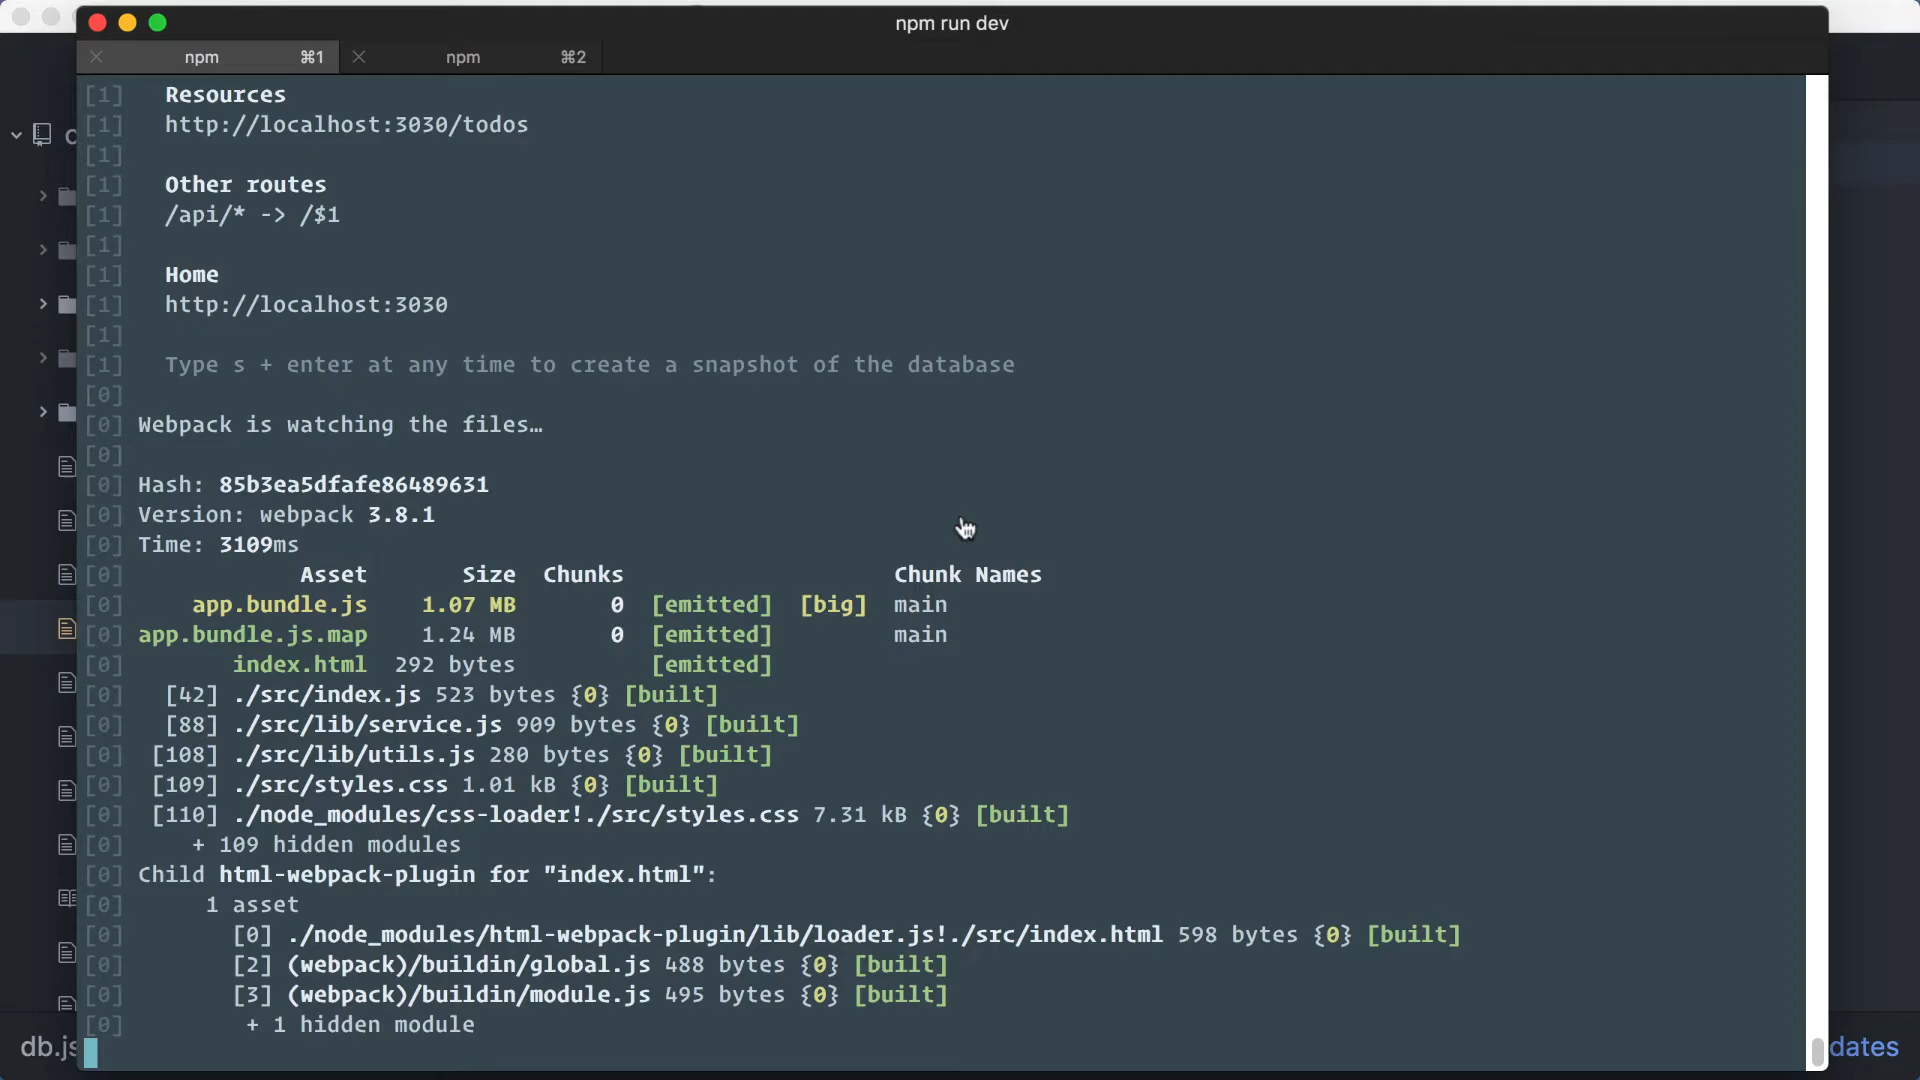 npm run dev
npm ⌘1 npm ⌘2
[1] Resources
[1] http://localhost:3030/todos
[1]
[1] Other routes
[1] /api/* -> /$1
[1]
[1] Home
[1] http://localhost:3030
[1]
[1] Type s + enter at any time to create a snapshot of the database
[0]
[0] Webpack is watching the files…
[0]
[0] Hash: 85b3ea5dfafe86489631
[0] Version: webpack 3.8.1
[0] Time: 3109ms
[0] Asset Size Chunks Chunk Names
[0] app.bundle.js 1.07 MB 0 [emitted] [big] main
[0] app.bundle.js.map 1.24 MB 0 [emitted] main
[0] index.html 292 bytes [emitted]
[0] [42] ./src/index.js 523 bytes {0} [built]
[0] [88] ./src/lib/service.js 909 bytes {0} [built]
[0] [108] ./src/lib/utils.js 280 bytes {0} [built]
[0] [109] ./src/styles.css 1.01 kB {0} [built]
[0] [110] ./node_modules/css-loader!./src/styles.css 7.31 kB {0} [built]
[0] + 109 hidden modules
[0] Child html-webpack-plugin for "index.html":
[0] 1 asset
[0] [0] ./node_modules/html-webpack-plugin/lib/loader.js!./src/index.html 598 bytes {0} [built]
[0] [2] (webpack)/buildin/global.js 488 bytes {0} [built]
[0] [3] (webpack)/buildin/module.js 495 bytes {0} [built]
[0] + 1 hidden module
db.js dates